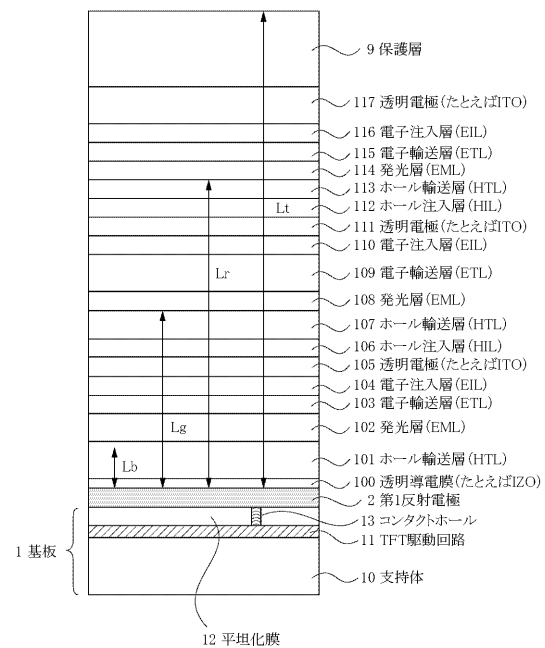 9 保護層
117 透明電極(たとえばITO)
116 電子注入層(EIL)
115 電子輸送層(ETL)
114 発光層(EML)
113 ホール輸送層(HTL)
112 ホール注入層(HIL)
Lt
111 透明電極(たとえばITO)
110 電子注入層(EIL)
Lr
109 電子輸送層(ETL)
108 発光層(EML)
107 ホール輸送層(HTL)
106 ホール注入層(HIL)
105 透明電極(たとえばITO)
104 電子注入層(EIL)
103 電子輸送層(ETL)
Lg
102 発光層(EML)
Lb
101 ホール輸送層(HTL)
100 透明導電膜(たとえばIZO)
2 第1反射電極
13 コンタクトホール
11 TFT駆動回路
1 基板
10 支持体
12 平坦化膜